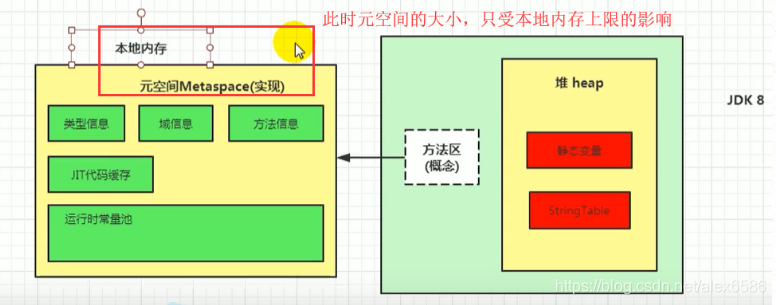 此时元空间的大小，只受本地内存上限的影响
本地内存
元空间Metaspace(实现)
类型信息
域信息
方法信息
JIT代码缓存
运行时常量池
方法区
(概念)
堆 heap
静态变量
StringTable
JDK 8
https://blog.csdn.net/alex6586